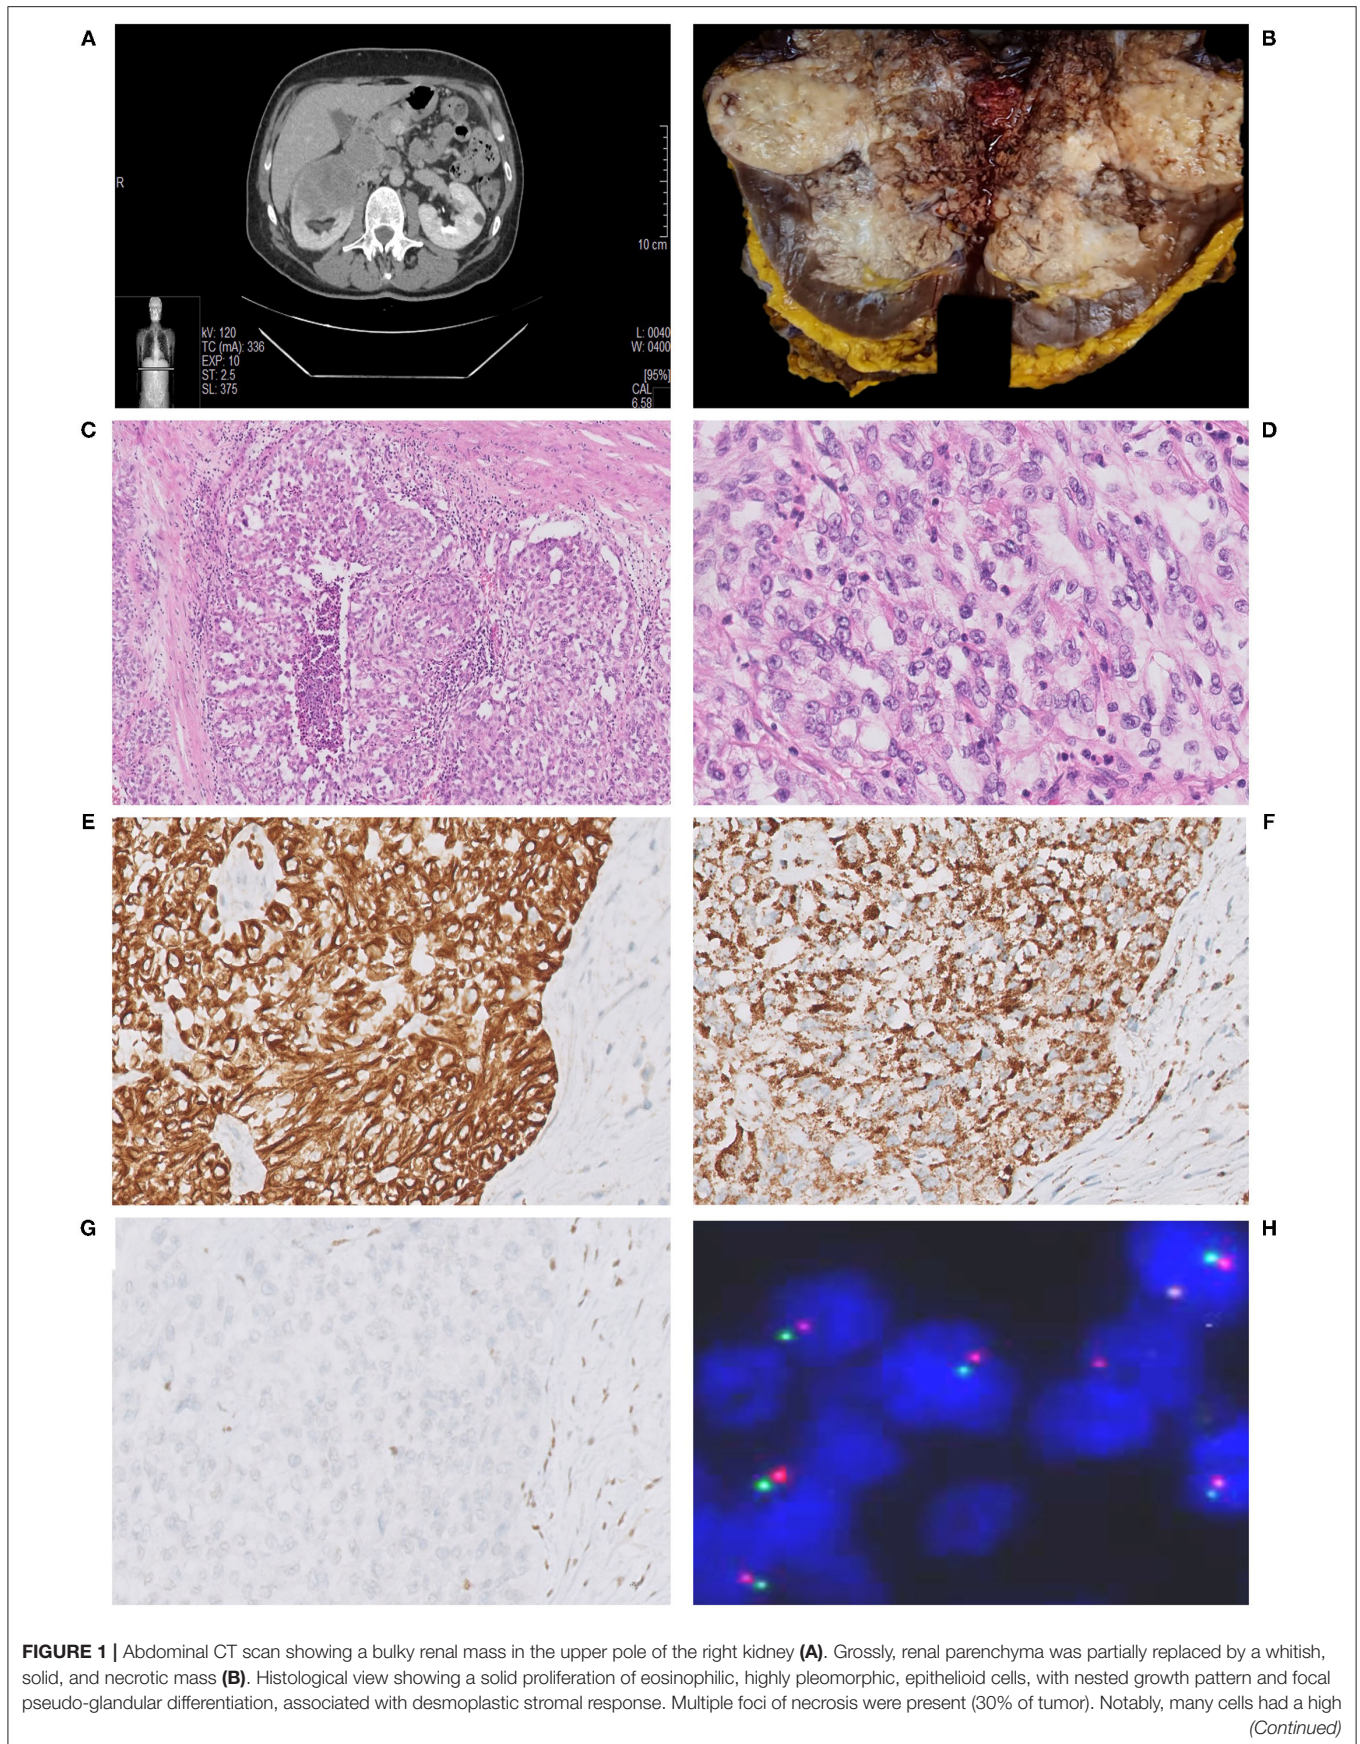 A
B
R
10 cm
kV: 120
TC (mA): 336
EXP: 10
ST: 2.5
SL: 375
L: 0040
W: 0400
[95%]
CAL
6.58
C
D
E
F
G
H
FIGURE 1 | Abdominal CT scan showing a bulky renal mass in the upper pole of the right kidney (A). Grossly, renal parenchyma was partially replaced by a whitish,
solid, and necrotic mass (B). Histological view showing a solid proliferation of eosinophilic, highly pleomorphic, epithelioid cells, with nested growth pattern and focal
pseudo-glandular differentiation, associated with desmoplastic stromal response. Multiple foci of necrosis were present (30% of tumor). Notably, many cells had a high
(Continued)